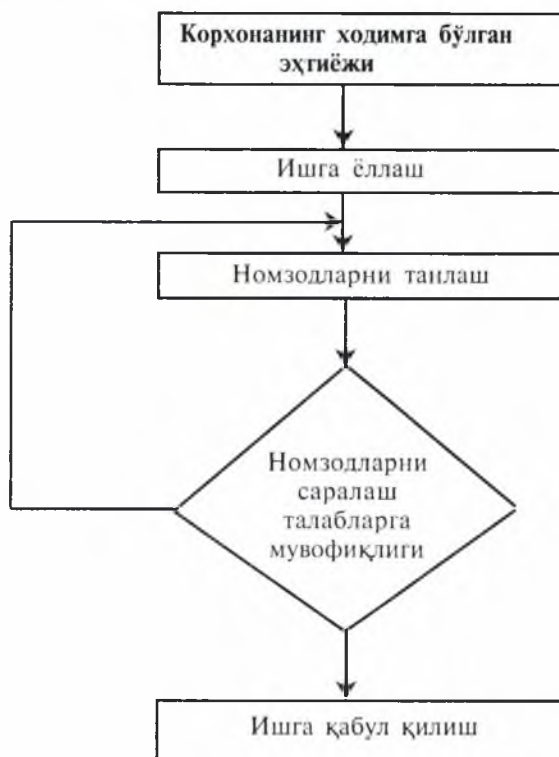 Корхонанинг ходимга бўлган
эҳтиёжи
Ишга ёллаш
Номзодларни танлаш
Номзодларни
саралаш
талабларга
мувофиқлиги
Ишга қабул қилиш